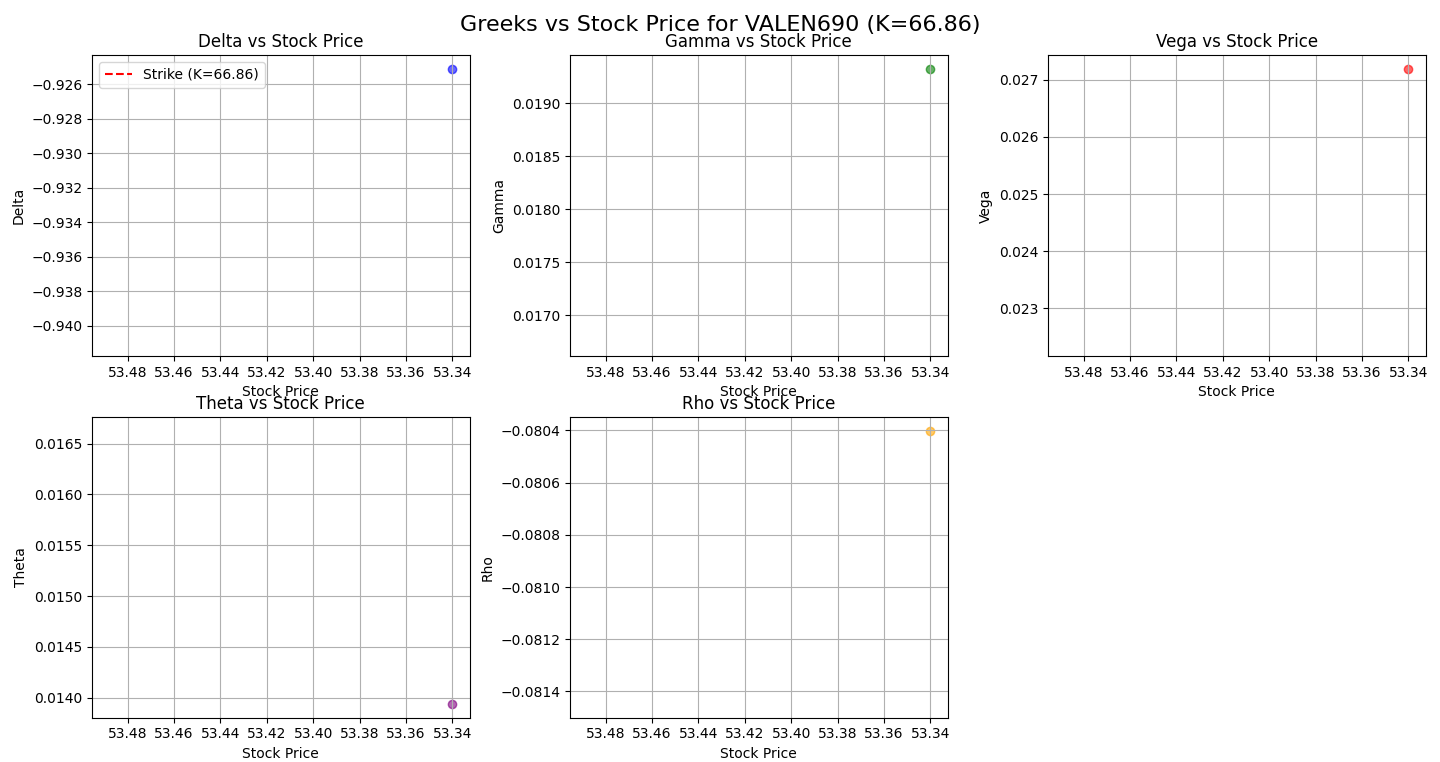 Greeks vs Stock Price for VALEN690 (K=66.86)
Delta vs Stock Price
Strike (K=66.86)
−0.926
−0.928
−0.930
−0.932
−0.934
−0.936
−0.938
−0.940
Delta
53.48 53.46 53.44 53.42 53.40 53.38 53.36 53.34
Stock Price
Gamma vs Stock Price
0.0190
0.0185
0.0180
0.0175
0.0170
Gamma
53.48 53.46 53.44 53.42 53.40 53.38 53.36 53.34
Stock Price
Vega vs Stock Price
0.027
0.026
0.025
0.024
0.023
Vega
53.48 53.46 53.44 53.42 53.40 53.38 53.36 53.34
Stock Price
Theta vs Stock Price
0.0165
0.0160
0.0155
0.0150
0.0145
0.0140
Theta
53.48 53.46 53.44 53.42 53.40 53.38 53.36 53.34
Stock Price
Rho vs Stock Price
−0.0804
−0.0806
−0.0808
−0.0810
−0.0812
−0.0814
Rho
53.48 53.46 53.44 53.42 53.40 53.38 53.36 53.34
Stock Price